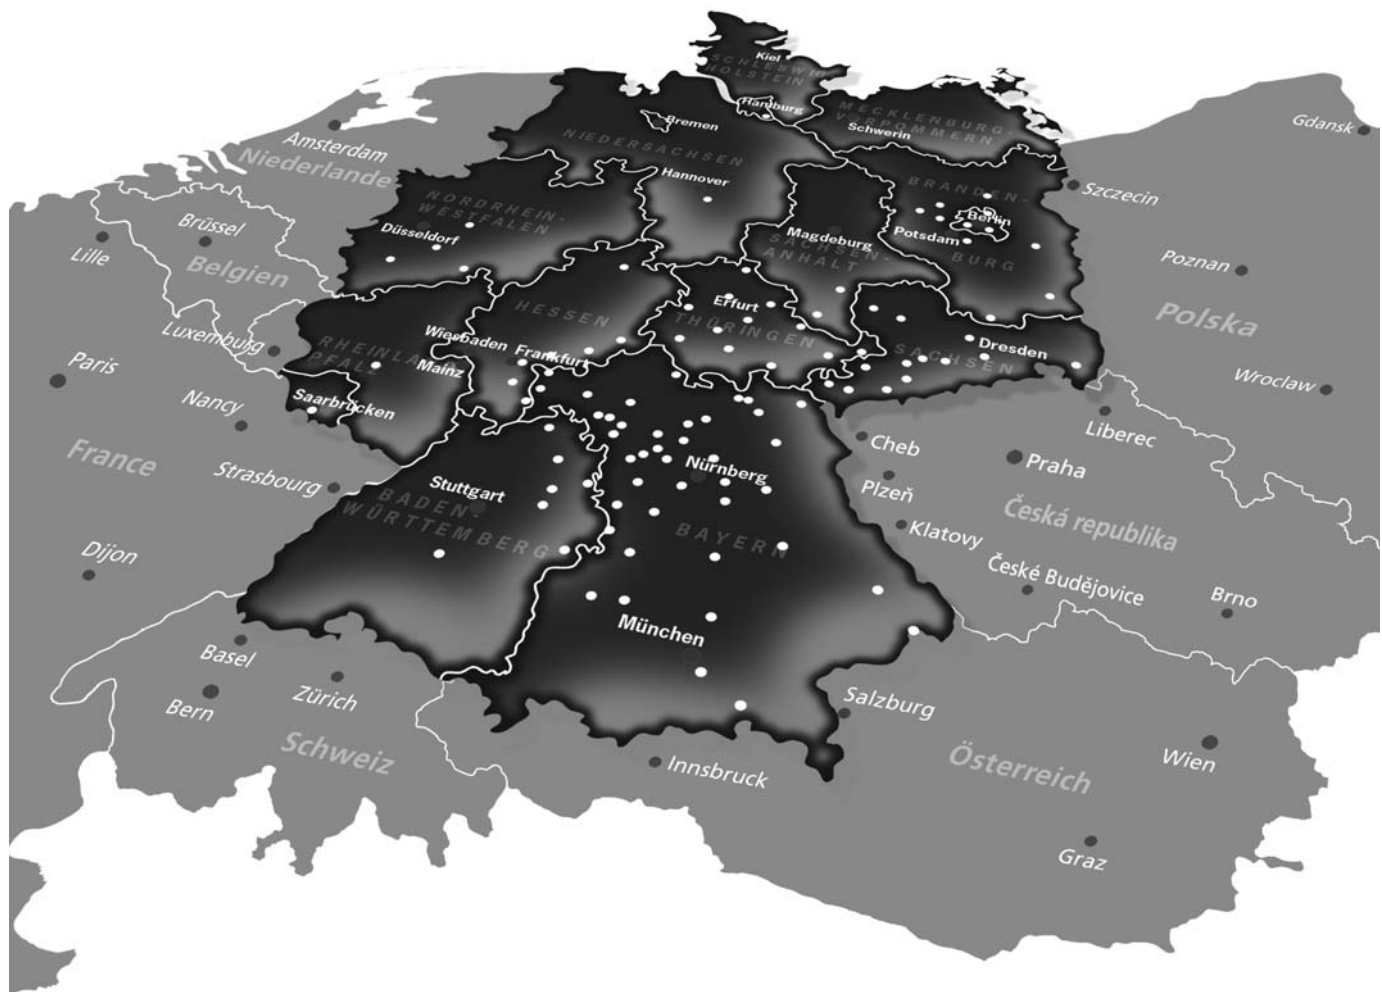 Kiel
SCHLESWIG-
HOLSTEIN
Hamburg
MECKLENBURG-
VORPOMMERN
Schwerin
Bremen
NIEDERSACHSEN
Hannover
Gdansk
Amsterdam
Niederlande
Szczecin
BRANDEN-
BURG
Berlin
Potsdam
NORDRHEIN-
WESTFALEN
Düsseldorf
Magdeburg
SACHSEN-
ANHALT
Brüssel
Belgien
Lille
Poznan
Polska
HESSEN
Erfurt
THÜRINGEN
Luxemburg
Wiesbaden
Frankfurt
RHEINLAND
PFALZ
Mainz
Dresden
SACHSEN
Paris
Wroclaw
Nancy
Saarbrücken
France
Liberec
Cheb
Praha
Strasbourg
Nürnberg
Stuttgart
Plzeň
BADEN-
WÜRTTEMBERG
BAYERN
Klatovy
Česká republika
Dijon
České Budějovice
Brno
München
Basel
Bern
Zürich
Schweiz
Salzburg
Innsbruck
Österreich
Wien
Graz